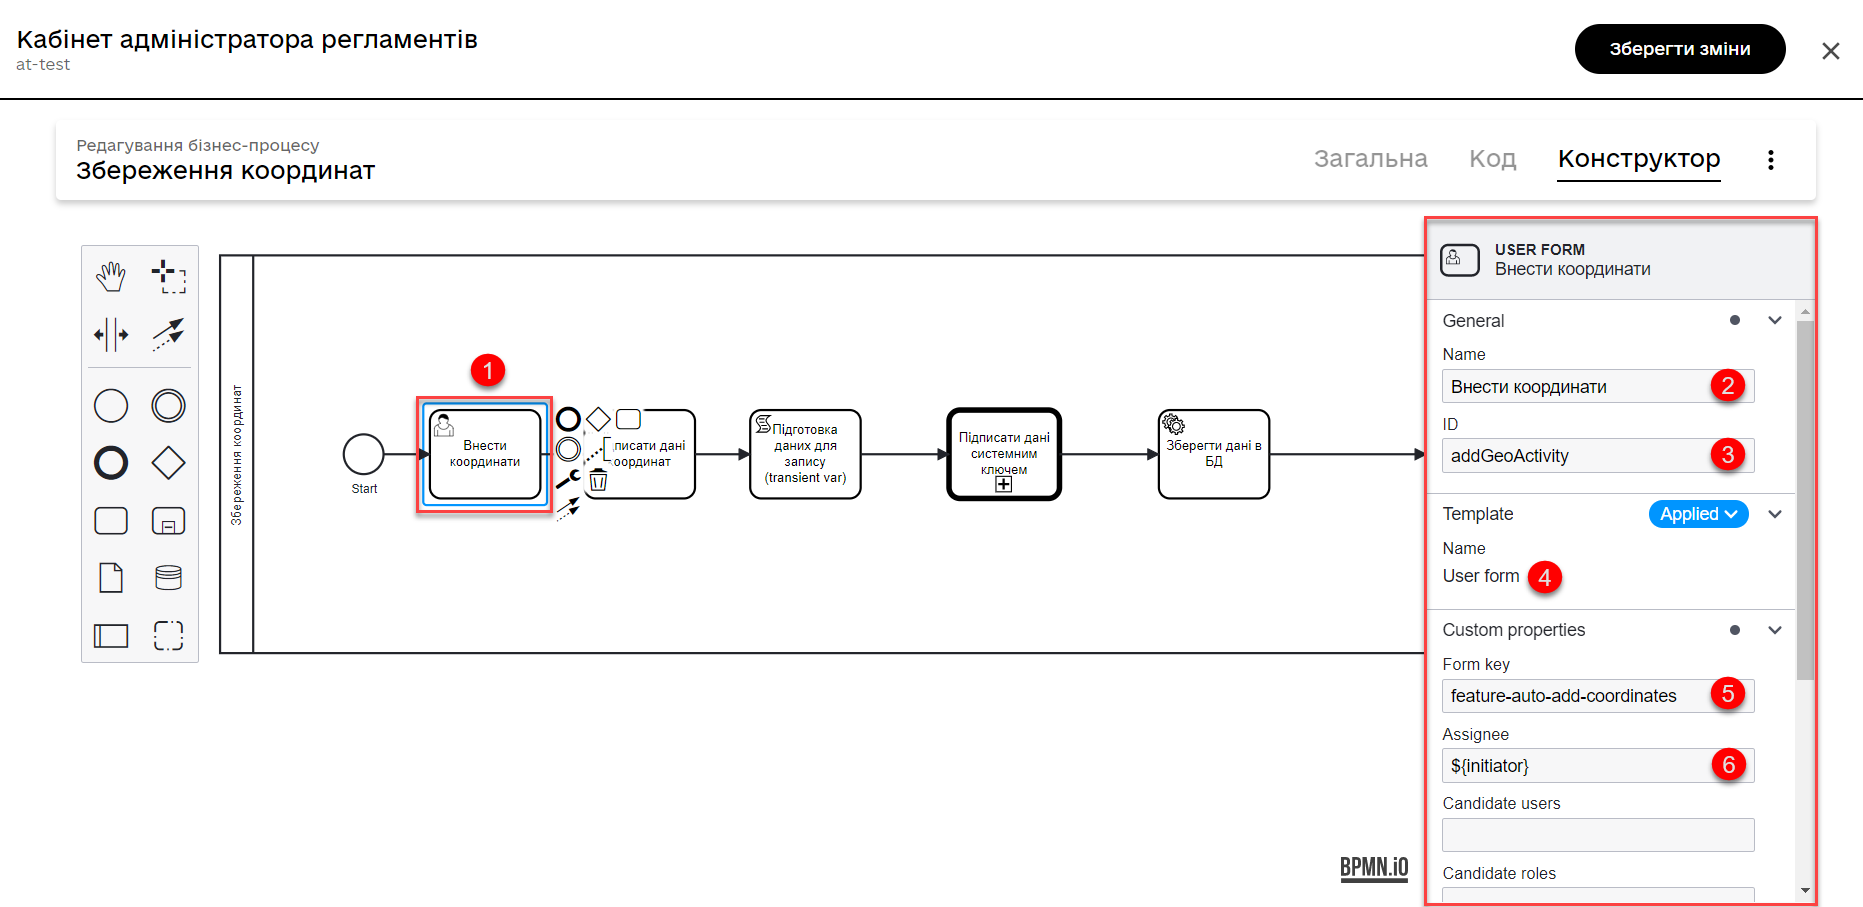 Кабінет адміністратора регламентів
at-test
Зберегти зміни
Редагування бізнес-процесу
Збереження координат
Загальна
Код
Конструктор
Збереження координат
Start
1
Внести
координати
писати дані
оординат
Підготовка
даних для
запису
(transient var)
Підписати дані
системним
ключем
Зберегти дані в
БД
BPMN.iO
USER FORM
Внести координати
General
Name
Внести координати
2
ID
addGeoActivity
3
Template
Applied
Name
User form
4
Custom properties
Form key
feature-auto-add-coordinates
5
Assignee
${initiator}
6
Candidate users
Candidate roles